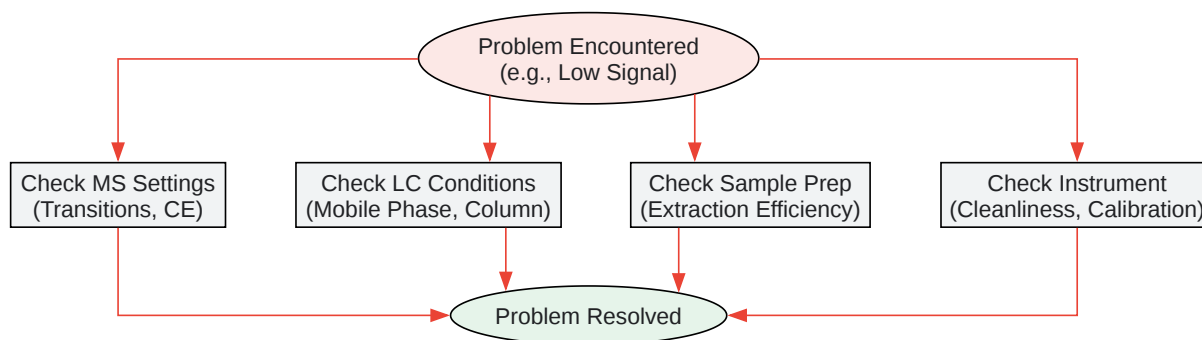 Problem Encountered
(e.g., Low Signal)
Check MS Settings
(Transitions, CE)
Check LC Conditions
(Mobile Phase, Column)
Check Sample Prep
(Extraction Efficiency)
Check Instrument
(Cleanliness, Calibration)
Problem Resolved